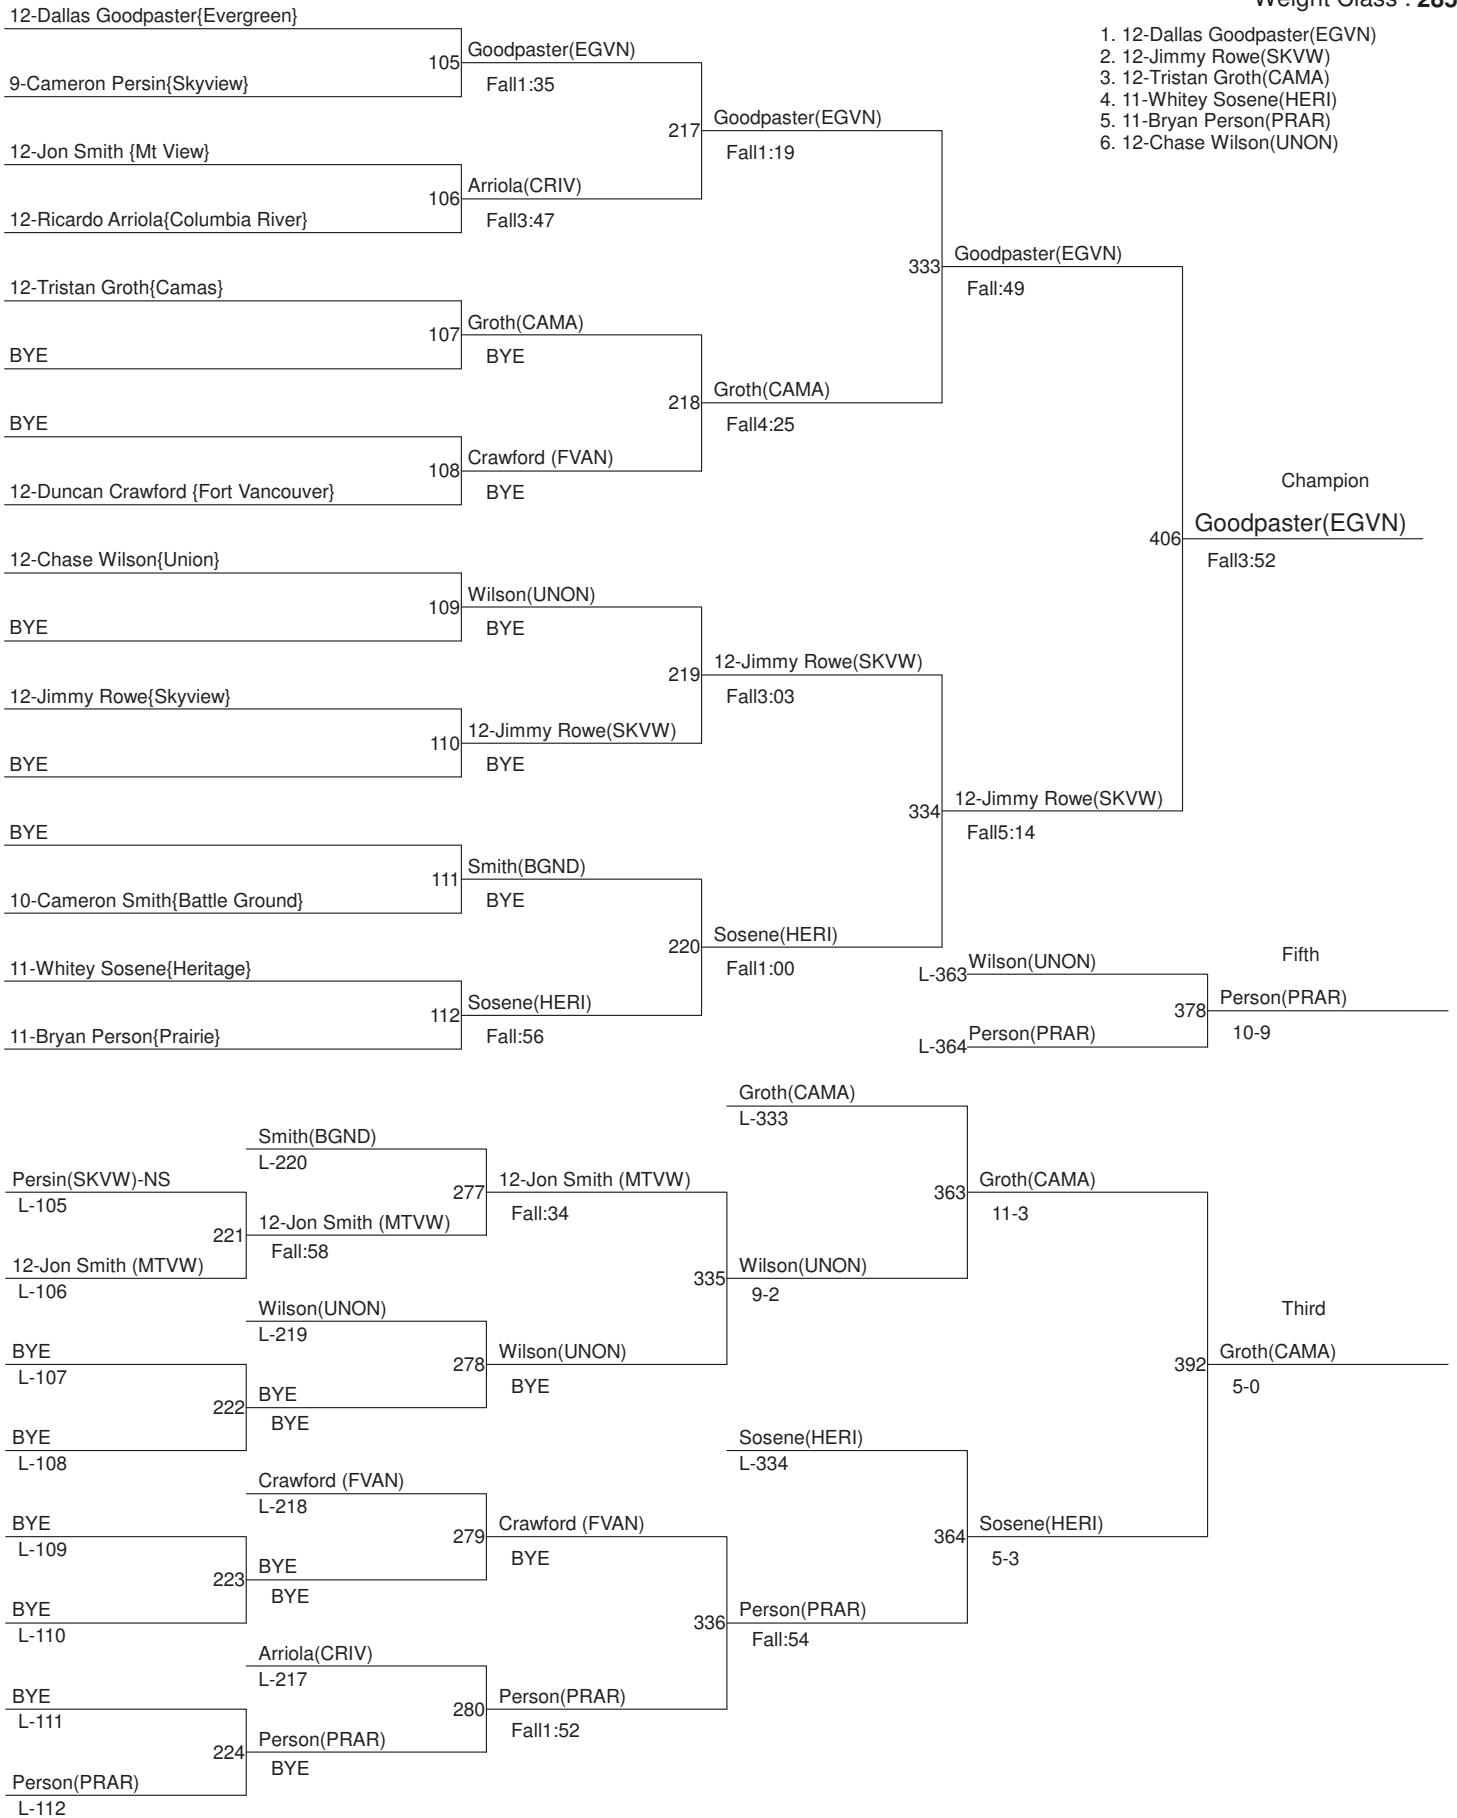 Weight Class : 285
1. 12-Dallas Goodpaster(EGVN)
2. 12-Jimmy Rowe(SKVW)
3. 12-Tristan Groth(CAMA)
4. 11-Whitey Sosene(HERI)
5. 11-Bryan Person(PRAR)
6. 12-Chase Wilson(UNON)
12-Dallas Goodpaster{Evergreen}
105
9-Cameron Persin{Skyview}
12-Jon Smith {Mt View}
106
12-Ricardo Arriola{Columbia River}
12-Tristan Groth{Camas}
107
BYE
BYE
108
12-Duncan Crawford {Fort Vancouver}
12-Chase Wilson{Union}
109
BYE
12-Jimmy Rowe{Skyview}
110
BYE
BYE
111
10-Cameron Smith{Battle Ground}
11-Whitey Sosene{Heritage}
112
11-Bryan Person{Prairie}
Goodpaster(EGVN)
Fall1:35
217
Arriola(CRIV)
Fall3:47
Groth(CAMA)
BYE
218
Crawford (FVAN)
BYE
Wilson(UNON)
BYE
219
12-Jimmy Rowe(SKVW)
BYE
Smith(BGND)
BYE
220
Sosene(HERI)
Fall:56
Goodpaster(EGVN)
Fall1:19
333
Groth(CAMA)
Fall4:25
12-Jimmy Rowe(SKVW)
Fall3:03
334
Sosene(HERI)
Fall1:00
Goodpaster(EGVN)
Fall:49
406
12-Jimmy Rowe(SKVW)
Fall5:14
Champion
Goodpaster(EGVN)
Fall3:52
L-363
Wilson(UNON)
378
L-364
Person(PRAR)
Fifth
Person(PRAR)
10-9
Persin(SKVW)-NS
L-105
221
12-Jon Smith (MTVW)
L-106
BYE
L-107
222
BYE
L-108
BYE
L-109
223
BYE
L-110
BYE
L-111
224
Person(PRAR)
L-112
Smith(BGND)
L-220
277
12-Jon Smith (MTVW)
Fall:58
Wilson(UNON)
L-219
278
BYE
BYE
Crawford (FVAN)
L-218
279
BYE
BYE
Arriola(CRIV)
L-217
280
Person(PRAR)
BYE
12-Jon Smith (MTVW)
Fall:34
335
Wilson(UNON)
BYE
Crawford (FVAN)
BYE
336
Person(PRAR)
Fall1:52
Groth(CAMA)
L-333
363
Wilson(UNON)
9-2
Sosene(HERI)
L-334
364
Person(PRAR)
Fall:54
Groth(CAMA)
11-3
392
Sosene(HERI)
5-3
Third
Groth(CAMA)
5-0